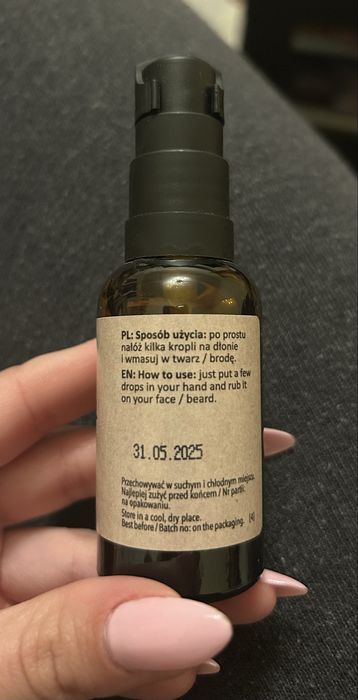 PL: Sposób użycia: po prostu
nałóż kilka kropli na dłonie
i wmasuj w twarz / brodę.
EN: How to use: just put a few
drops in your hand and rub it
on your face / beard.
31.05.2025
Przechowywać w suchym i chłodnym miejscu.
Najlepiej zużyć przed końcem / Nr partii:
na opakowaniu.
Store in a cool, dry place.
Best before / Batch no: on the packaging. [4]